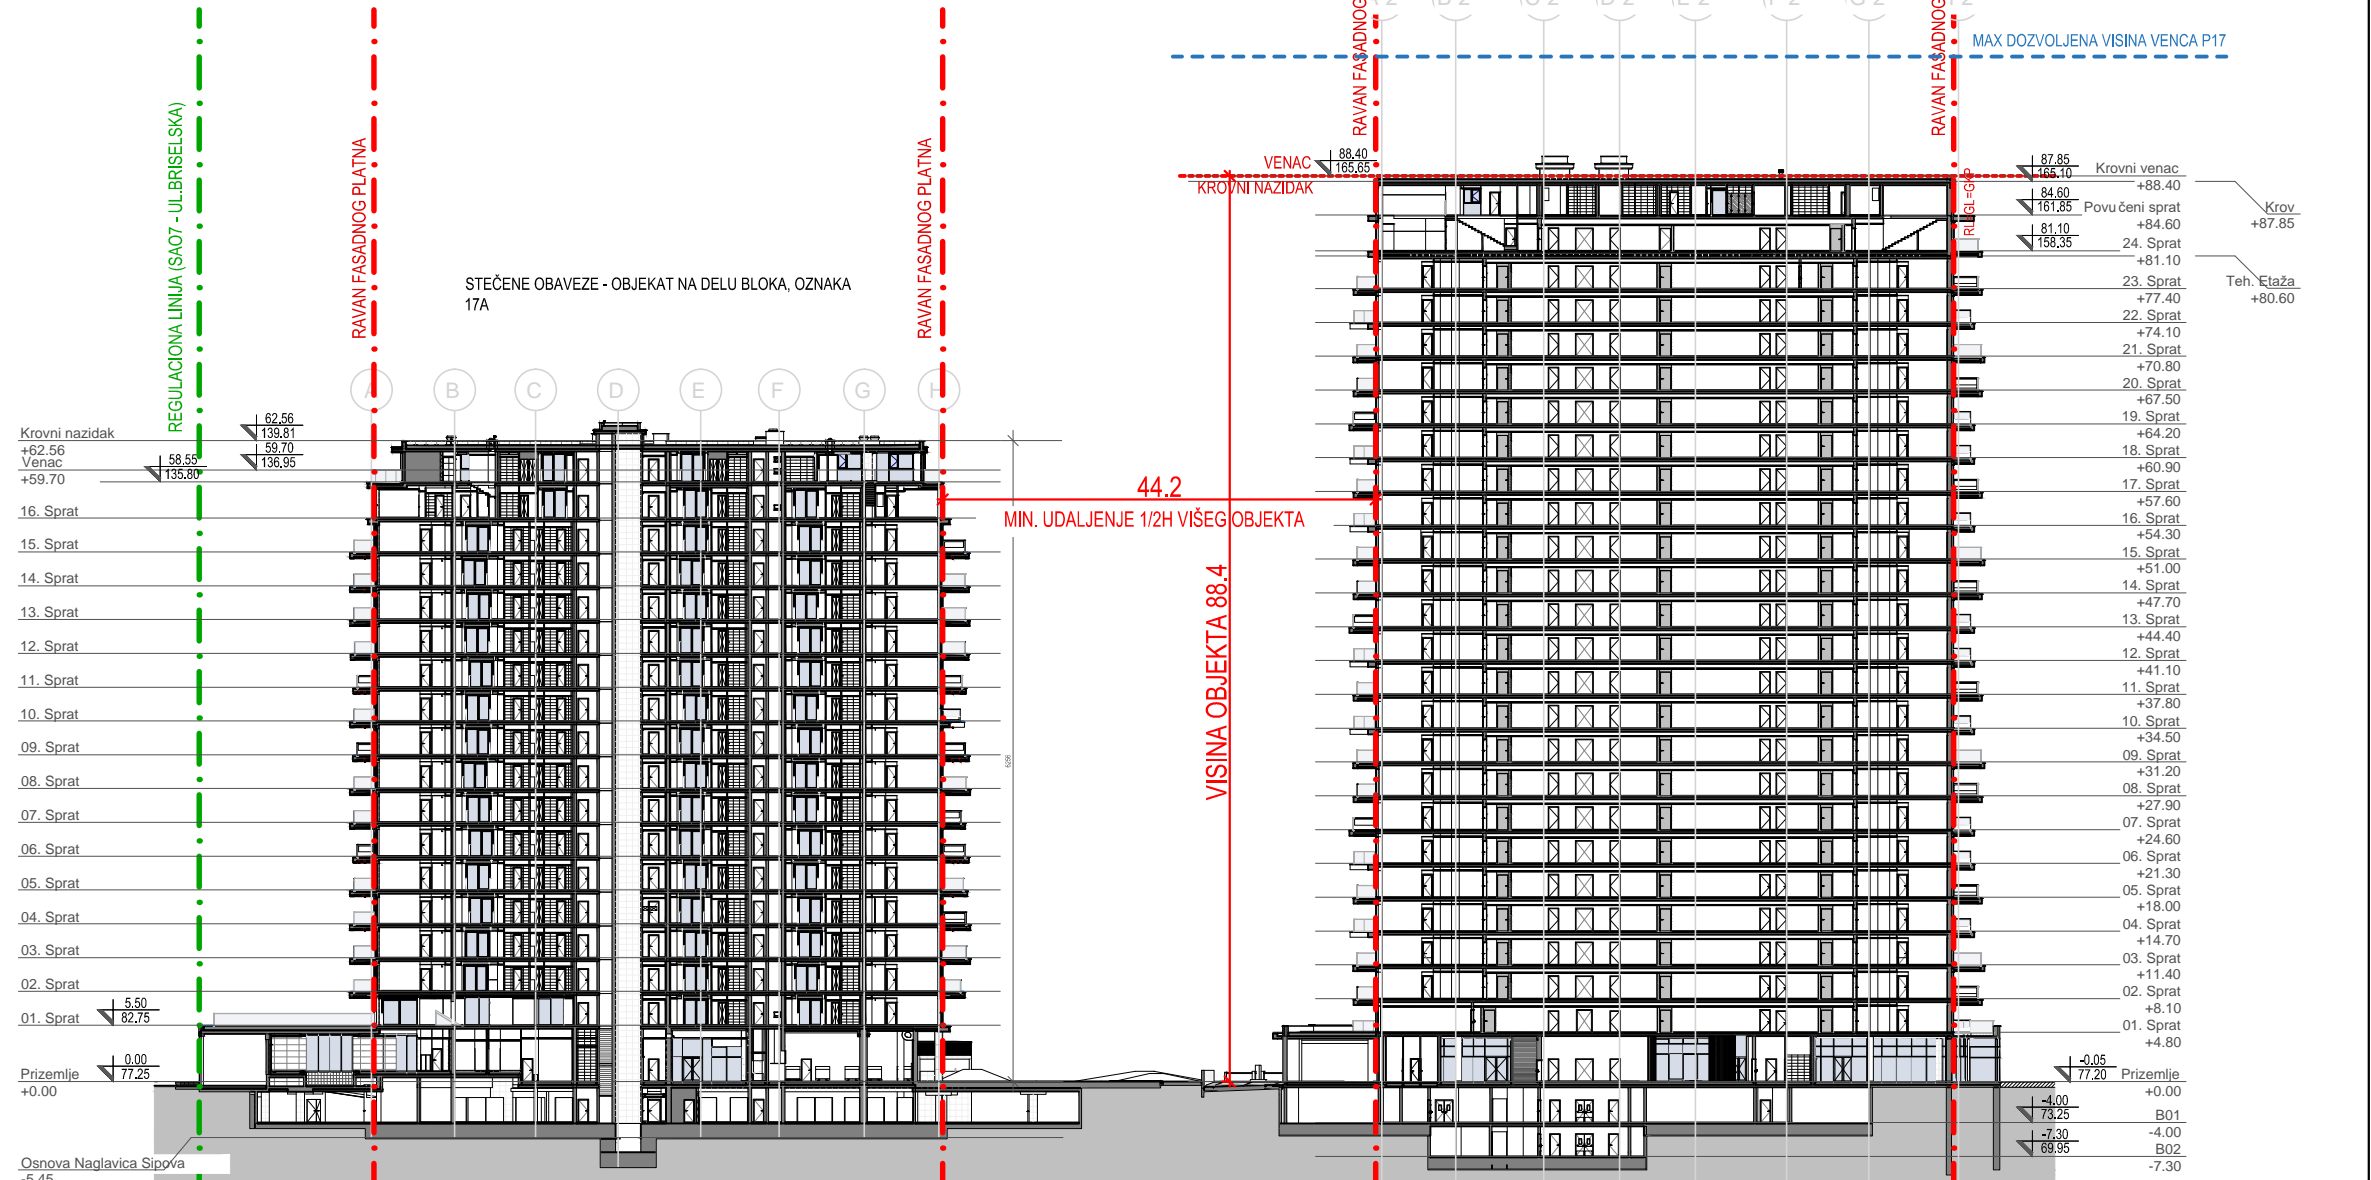 MAX DOZVOLJENA VISINA VENCA P17
REGULACIONA LINIJA (SAO7 - UL.BRISELSKA)
RAVAN FASADNOG PLATNA
RAVAN FASADNOG PLATNA
RAVAN FASADNOG
RAVAN FASADNOG
STEČENE OBAVEZE - OBJEKAT NA DELU BLOKA, OZNAKA
17A
A
B
C
D
E
F
G
H
Krovni nazidak
+62.56
Venac
+59.70
62.56
139.81
59.70
136.95
58.55
135.80
16. Sprat
15. Sprat
14. Sprat
13. Sprat
12. Sprat
11. Sprat
10. Sprat
09. Sprat
08. Sprat
07. Sprat
06. Sprat
05. Sprat
04. Sprat
03. Sprat
02. Sprat
01. Sprat
5.50
82.75
Prizemlje
+0.00
0.00
77.25
Osnova Naglavica Sipova
-5.45
6256
44.2
MIN. UDALJENJE 1/2H VIŠEG OBJEKTA
VISINA OBJEKTA 88.4
VENAC
88.40
165.65
KROVNI NAZIDAK
87.85
165.10
Krovni venac
+88.40
84.60
161.85
Povučeni sprat
+84.60
Krov
+87.85
81.10
158.35
24. Sprat
+81.10
Teh. Etaža
+80.60
23. Sprat
+77.40
22. Sprat
+74.10
21. Sprat
+70.80
20. Sprat
+67.50
19. Sprat
+64.20
18. Sprat
+60.90
17. Sprat
+57.60
16. Sprat
+54.30
15. Sprat
+51.00
14. Sprat
+47.70
13. Sprat
+44.40
12. Sprat
+41.10
11. Sprat
+37.80
10. Sprat
+34.50
09. Sprat
+31.20
08. Sprat
+27.90
07. Sprat
+24.60
06. Sprat
+21.30
05. Sprat
+18.00
04. Sprat
+14.70
03. Sprat
+11.40
02. Sprat
+8.10
01. Sprat
+4.80
-0.05
77.20
Prizemlje
+0.00
-4.00
73.25
B01
-4.00
-7.30
69.95
B02
-7.30